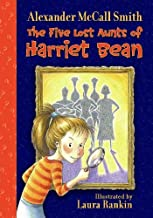 Alexander McCall Smith
The Five Lost Aunts of
Harriet Bean
Illustrated by
Laura Rankin